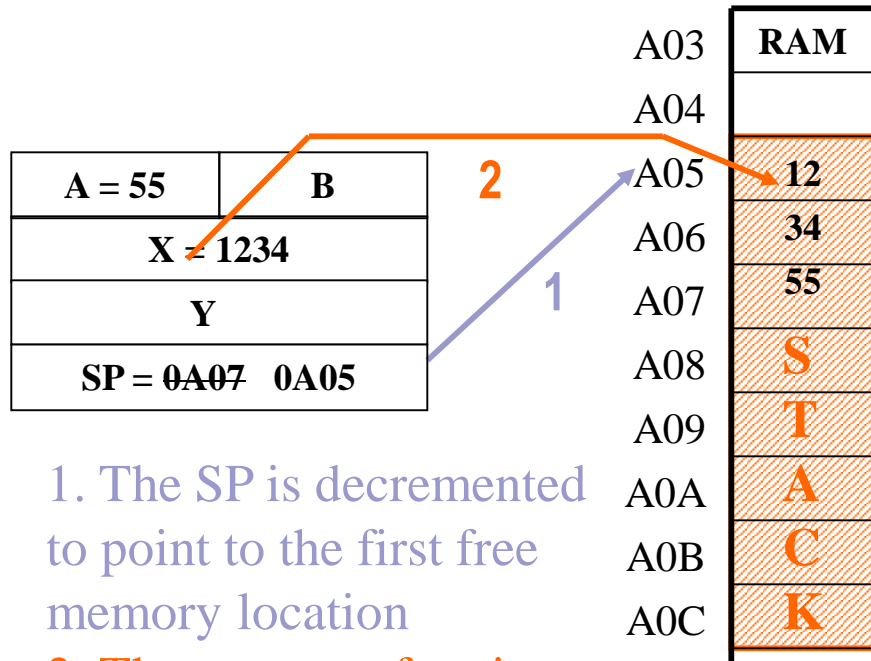 A03 RAM
A04
A = 55 B
2
A05 12
X = 1234
A06 34
1
A07 55
Y
SP = 0A07 0A05
A08 S
A09 T
A0A A
A0B C
A0C K
1. The SP is decremented
to point to the first free
memory location